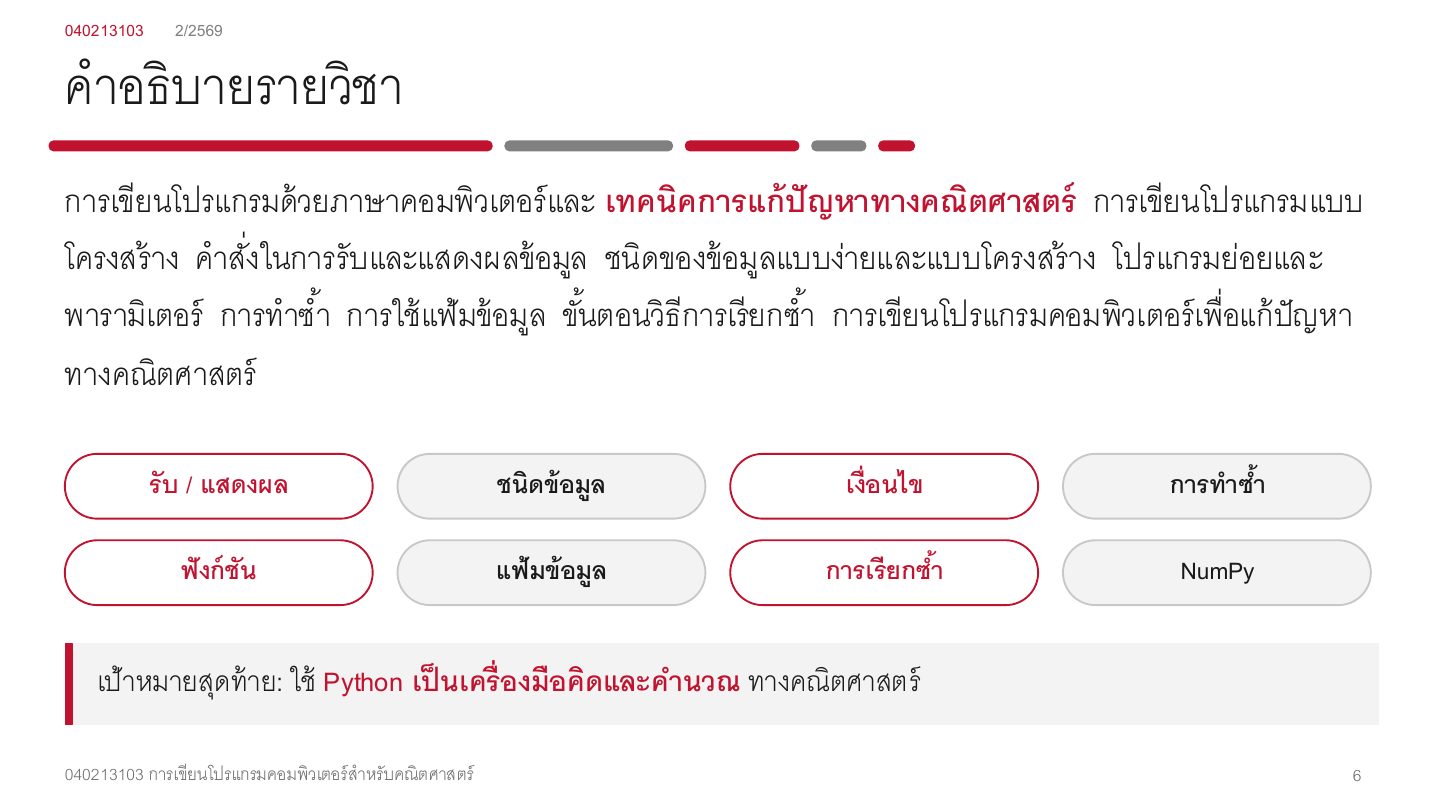 040213103 2/2569
คำอธิบายรายวิชา
การเขียนโปรแกรมด้วยภาษาคอมพิวเตอร์และ เทคนิคการแก้ปัญหาทางคณิตศาสตร์ การเขียนโปรแกรมแบบ
โครงสร้าง คำสั่งในการรับและแสดงผลข้อมูล ชนิดของข้อมูลแบบง่ายและแบบโครงสร้าง โปรแกรมย่อยและ
พารามิเตอร์ การทำซ้ำ การใช้แฟ้มข้อมูล ขั้นตอนวิธีการเรียกซ้ำ การเขียนโปรแกรมคอมพิวเตอร์เพื่อแก้ปัญหา
ทางคณิตศาสตร์
รับ / แสดงผล ชนิดข้อมูล เงื่อนไข การทำซ้ำ
ฟังก์ชัน แฟ้มข้อมูล การเรียกซ้ำ NumPy
เป้าหมายสุดท้าย: ใช้ Python เป็นเครื่องมือคิดและคำนวณ ทางคณิตศาสตร์
040213103 การเขียนโปรแกรมคอมพิวเตอร์สำหรับคณิตศาสตร์ 6